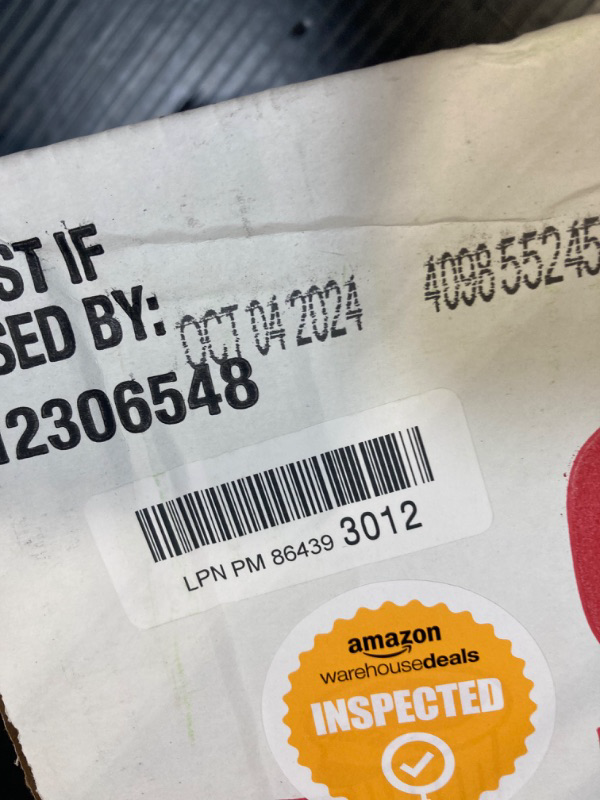 ST IF
SED BY: OCT 04 2024 4098 55245
12306548
LPN PM 86439 3012
amazon
warehousedeals
INSPECTED